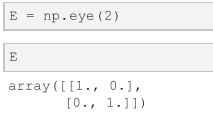 E = np.eye(2)
E
array([[1., 0.],
       [0., 1.]])